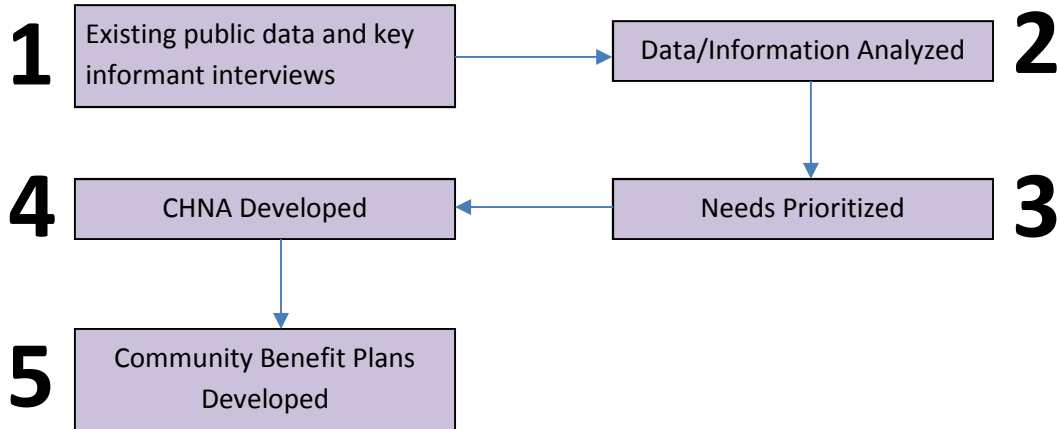 1
Existing public data and key
informant interviews
Data/Information Analyzed
2
4
CHNA Developed
Needs Prioritized
3
5
Community Benefit Plans
Developed